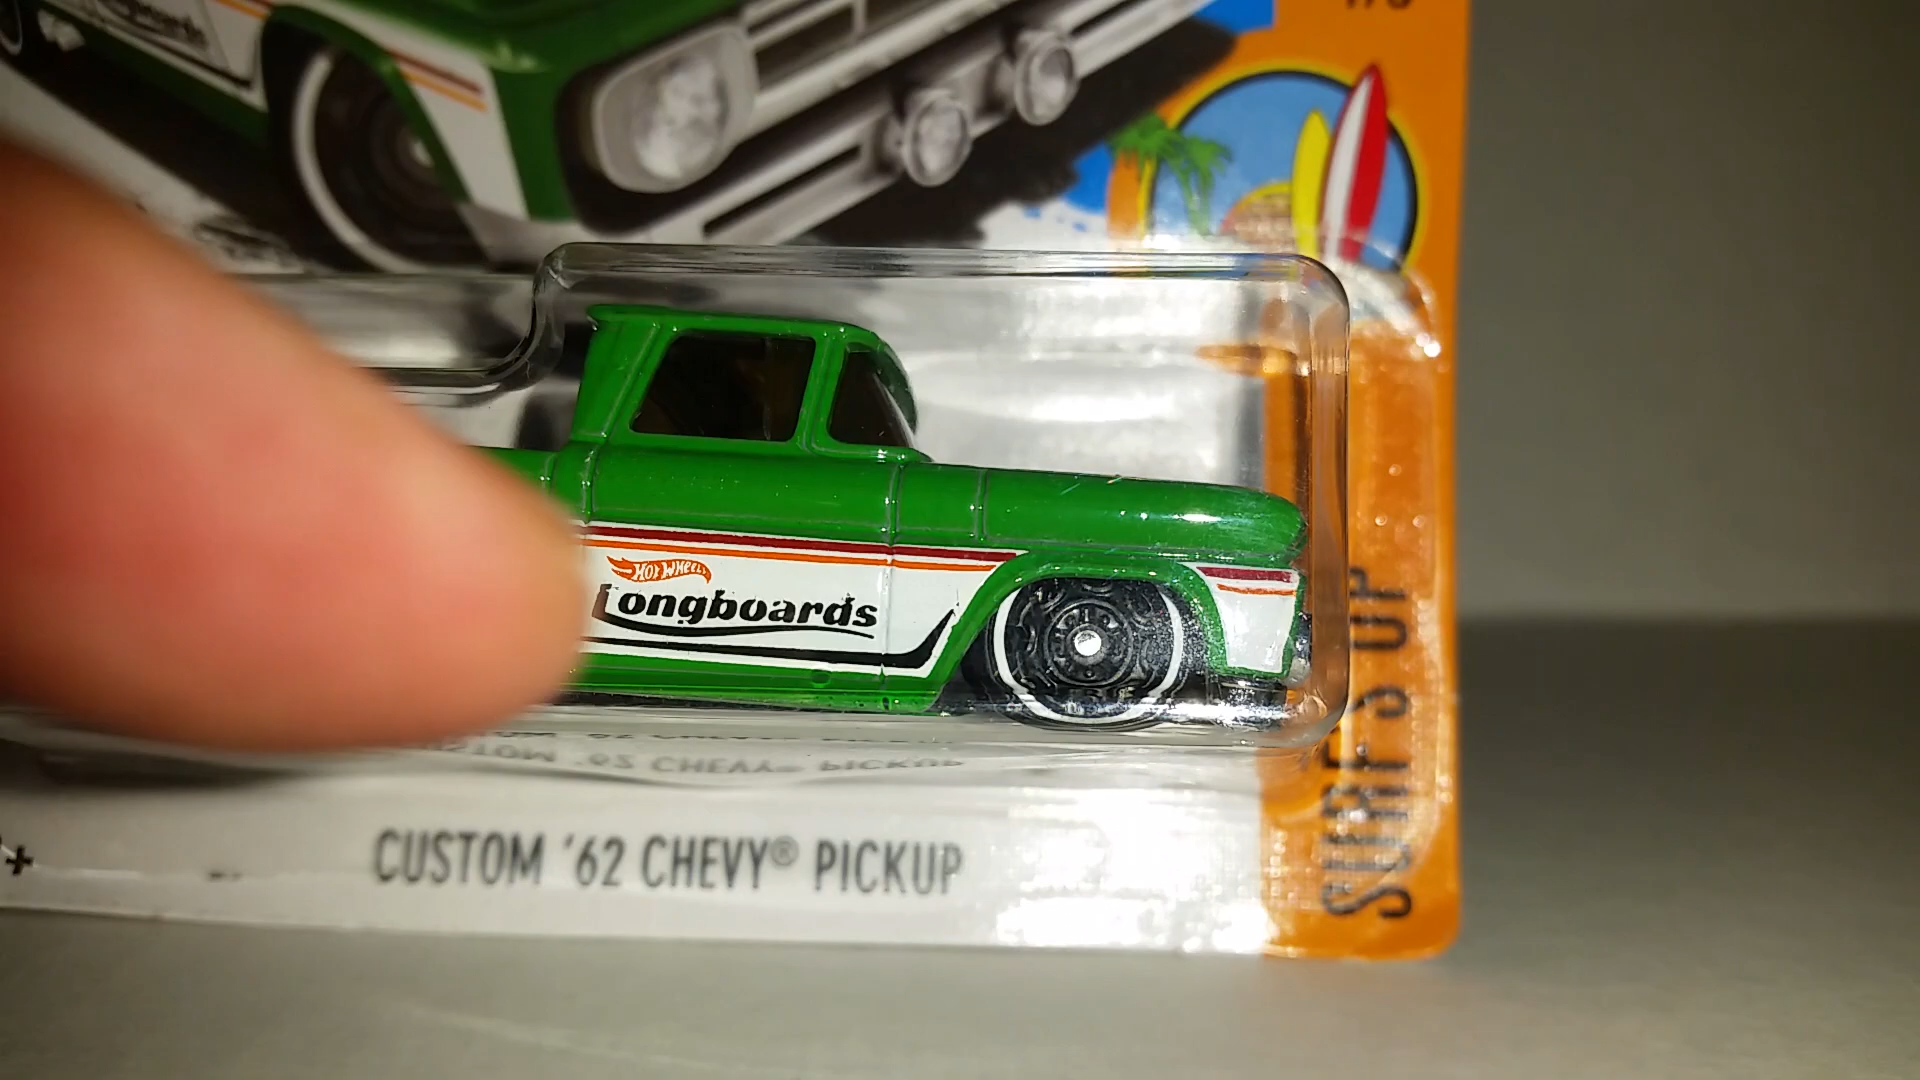 HOT WHEELS
Longboards
CUSTOM '62 CHEVY® PICKUP
SURF'S UP
+